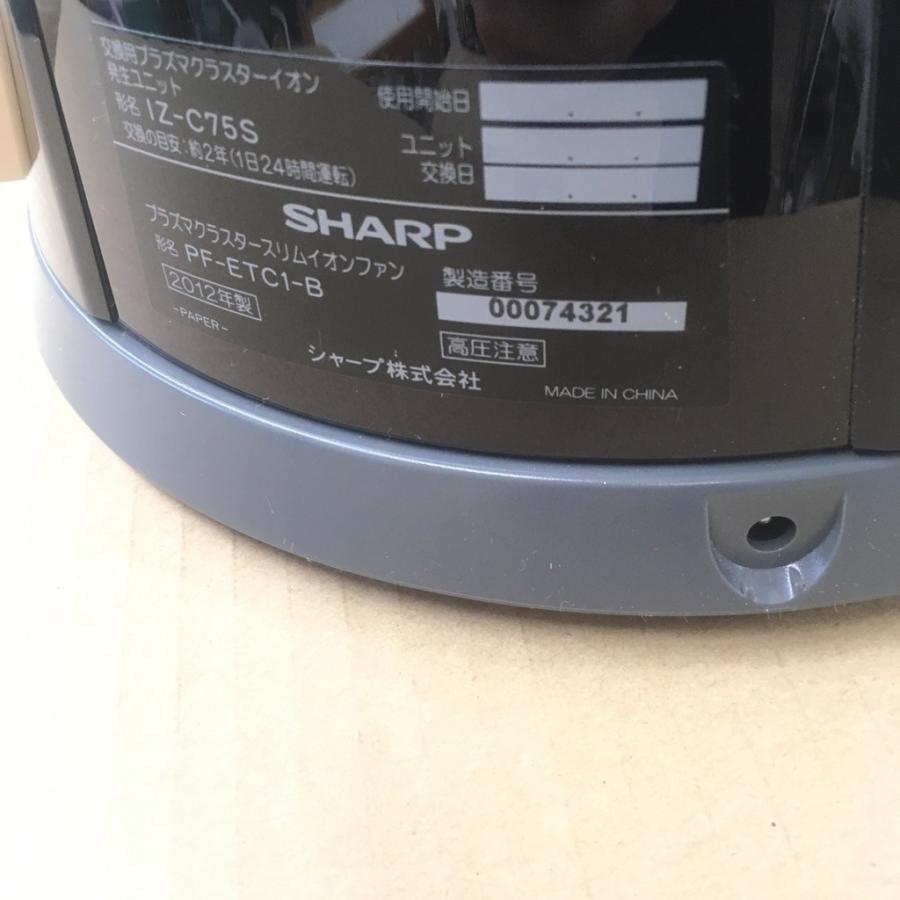 交換用プラズマクラスターイオン
発生ユニット
形名 IZ-C75S
交換の目安:約2年(1日24時間運転)
使用開始日
ユニット
交換日
SHARP
プラズマクラスタースリムイオンファン
形名 PF-ETC1-B
2012年製
-PAPER-
製造番号
00074321
高圧注意
シャープ株式会社
MADE IN CHINA